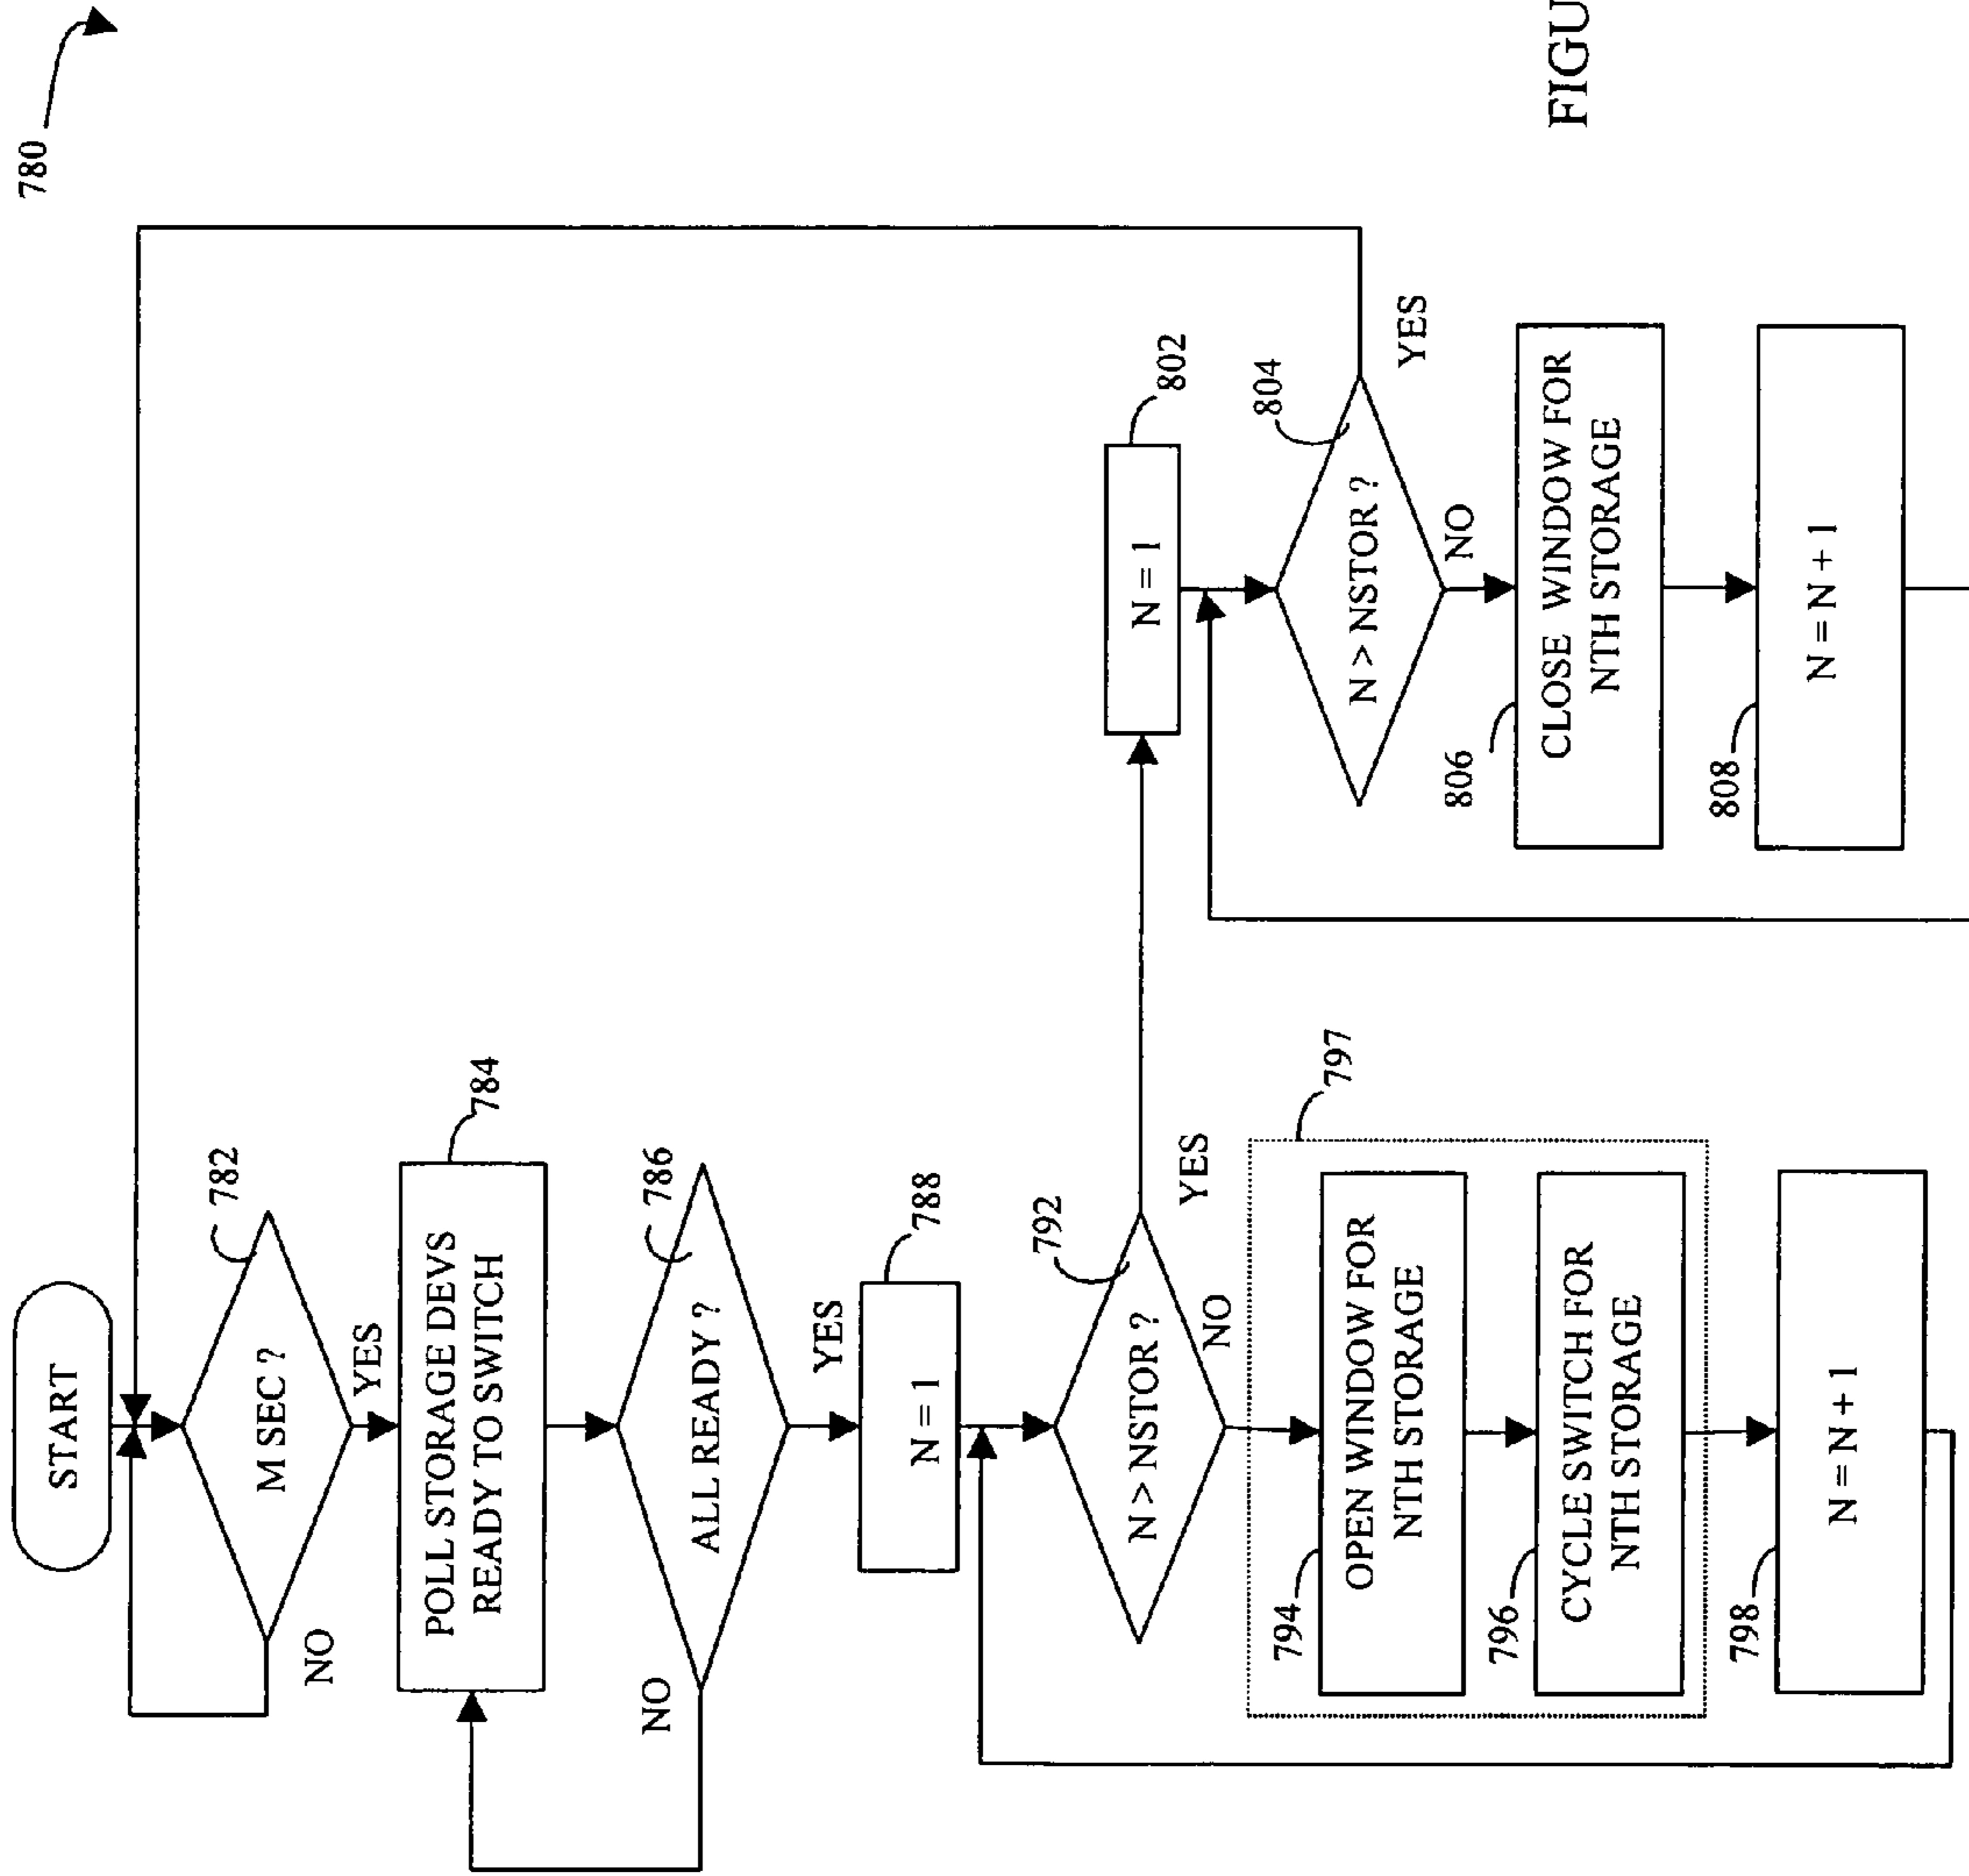 780
START
M SEC ?
782
NO
YES
POLL STORAGE DEVS
READY TO SWITCH
784
ALL READY ?
786
NO
YES
N = 1
788
N > NSTOR ?
792
YES
NO
797
794
OPEN WINDOW FOR
NTH STORAGE
796
CYCLE SWITCH FOR
NTH STORAGE
798
N = N + 1
N = 1
802
N > NSTOR ?
804
YES
NO
806
CLOSE WINDOW FOR
NTH STORAGE
808
N = N + 1
FIGU